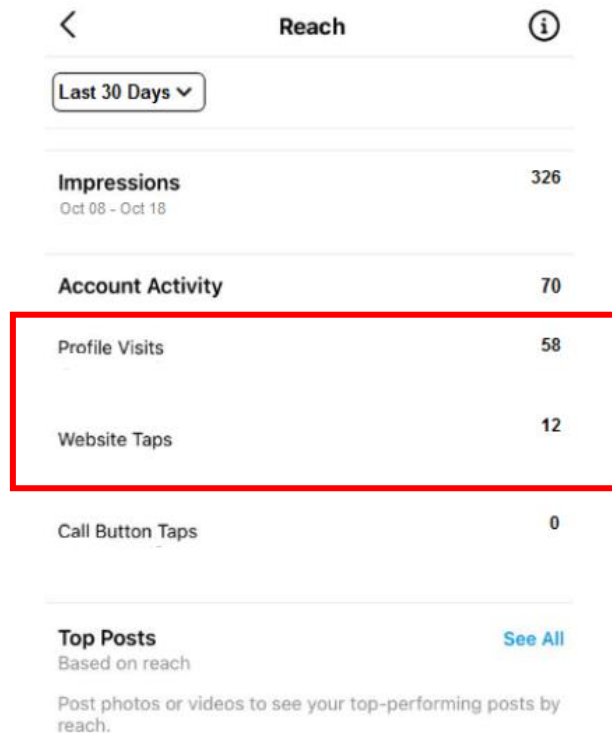 Reach
Last 30 Days
Impressions 326
Oct 08 - Oct 18
Account Activity 70
Profile Visits 58
Website Taps 12
Call Button Taps 0
Top Posts See All
Based on reach
Post photos or videos to see your top-performing posts by
reach.